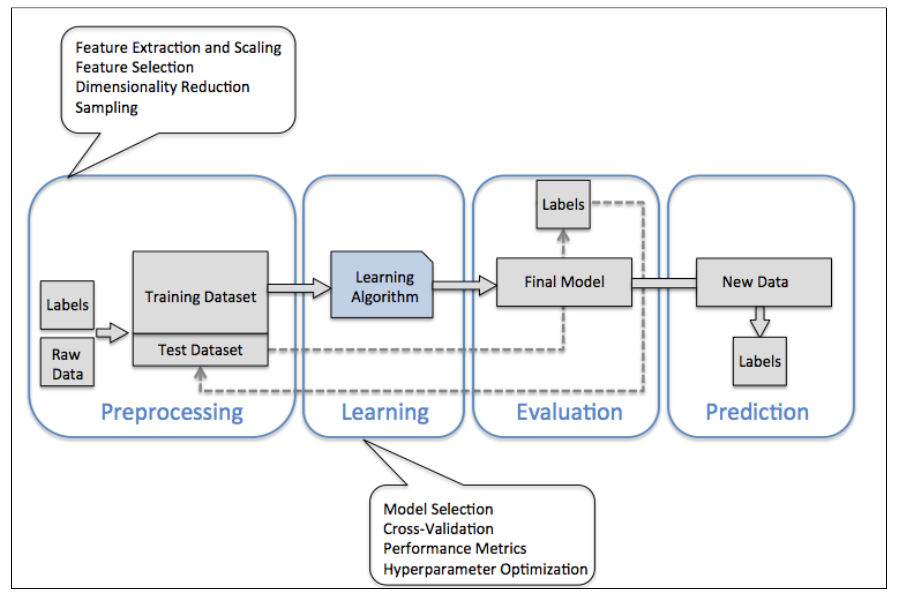 Feature Extraction and Scaling
Feature Selection
Dimensionality Reduction
Sampling
Labels
Raw
Data
Training Dataset
Test Dataset
Preprocessing
Learning
Algorithm
Learning
Labels
Final Model
Evaluation
New Data
Labels
Prediction
Model Selection
Cross-Validation
Performance Metrics
Hyperparameter Optimization